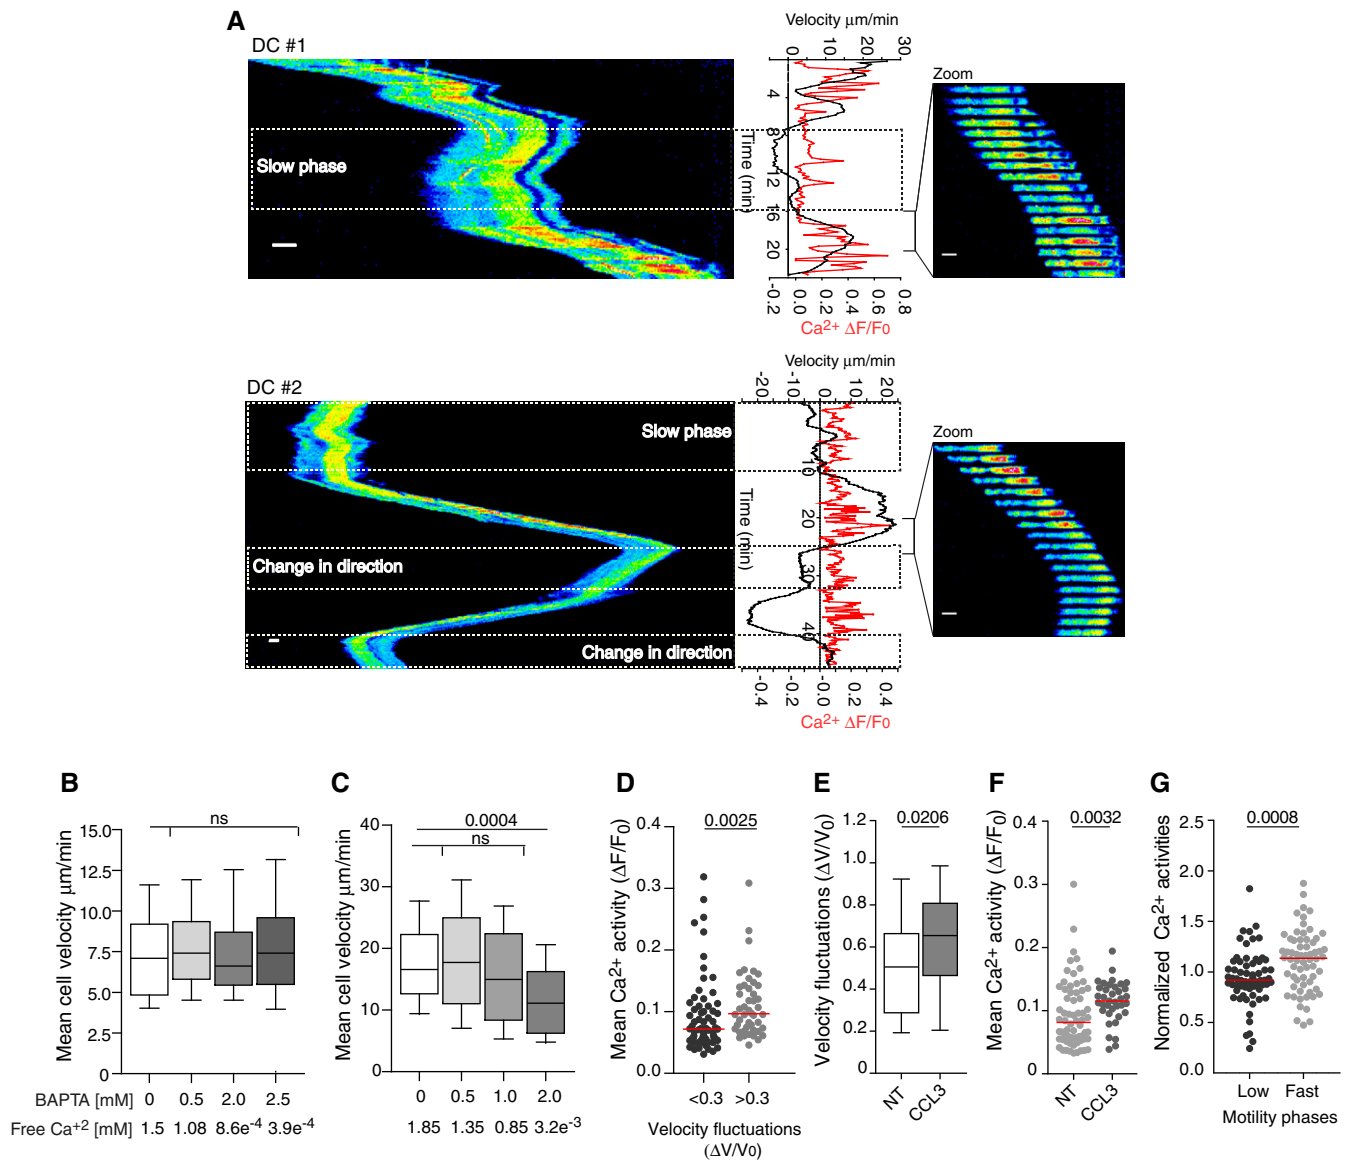 A
DC #1
Slow phase
Velocity μm/min
0 10 20 30
4
8
12
16
20
Time (min)
-0.2 0.0 0.2 0.4 0.6 0.8
Ca2+ ΔF/F0
Zoom
DC #2
Slow phase
Change in direction
Change in direction
Velocity μm/min
-20 -10 0 10 20
10
20
30
40
Time (min)
-0.4 -0.2 -0.0 0.2 0.4
Ca2+ ΔF/F0
Zoom
B
ns
Mean cell velocity μm/min
15.0
12.5
10.0
7.5
5.0
2.5
0
BAPTA [mM] 0 0.5 2.0 2.5
Free Ca+2 [mM] 1.5 1.08 8.6e-4 3.9e-4
C
0.0004
ns
Mean cell velocity μm/min
40
30
20
10
0
0 0.5 1.0 2.0
1.85 1.35 0.85 3.2e-3
D
0.0025
Mean Ca2+ activity (ΔF/F0)
0.4
0.3
0.2
0.1
0.0
<0.3 >0.3
Velocity fluctuations
(ΔV/V0)
E
0.0206
Velocity fluctuations (ΔV/V0)
1.2
1.0
0.8
0.6
0.4
0.2
0
NT CCL3
F
0.0032
Mean Ca2+ activity (ΔF/F0)
0.4
0.3
0.2
0.1
0
NT CCL3
G
0.0008
Normalized Ca2+ activities
2.5
2.0
1.5
1.0
0.5
0.0
Low Fast
Motility phases